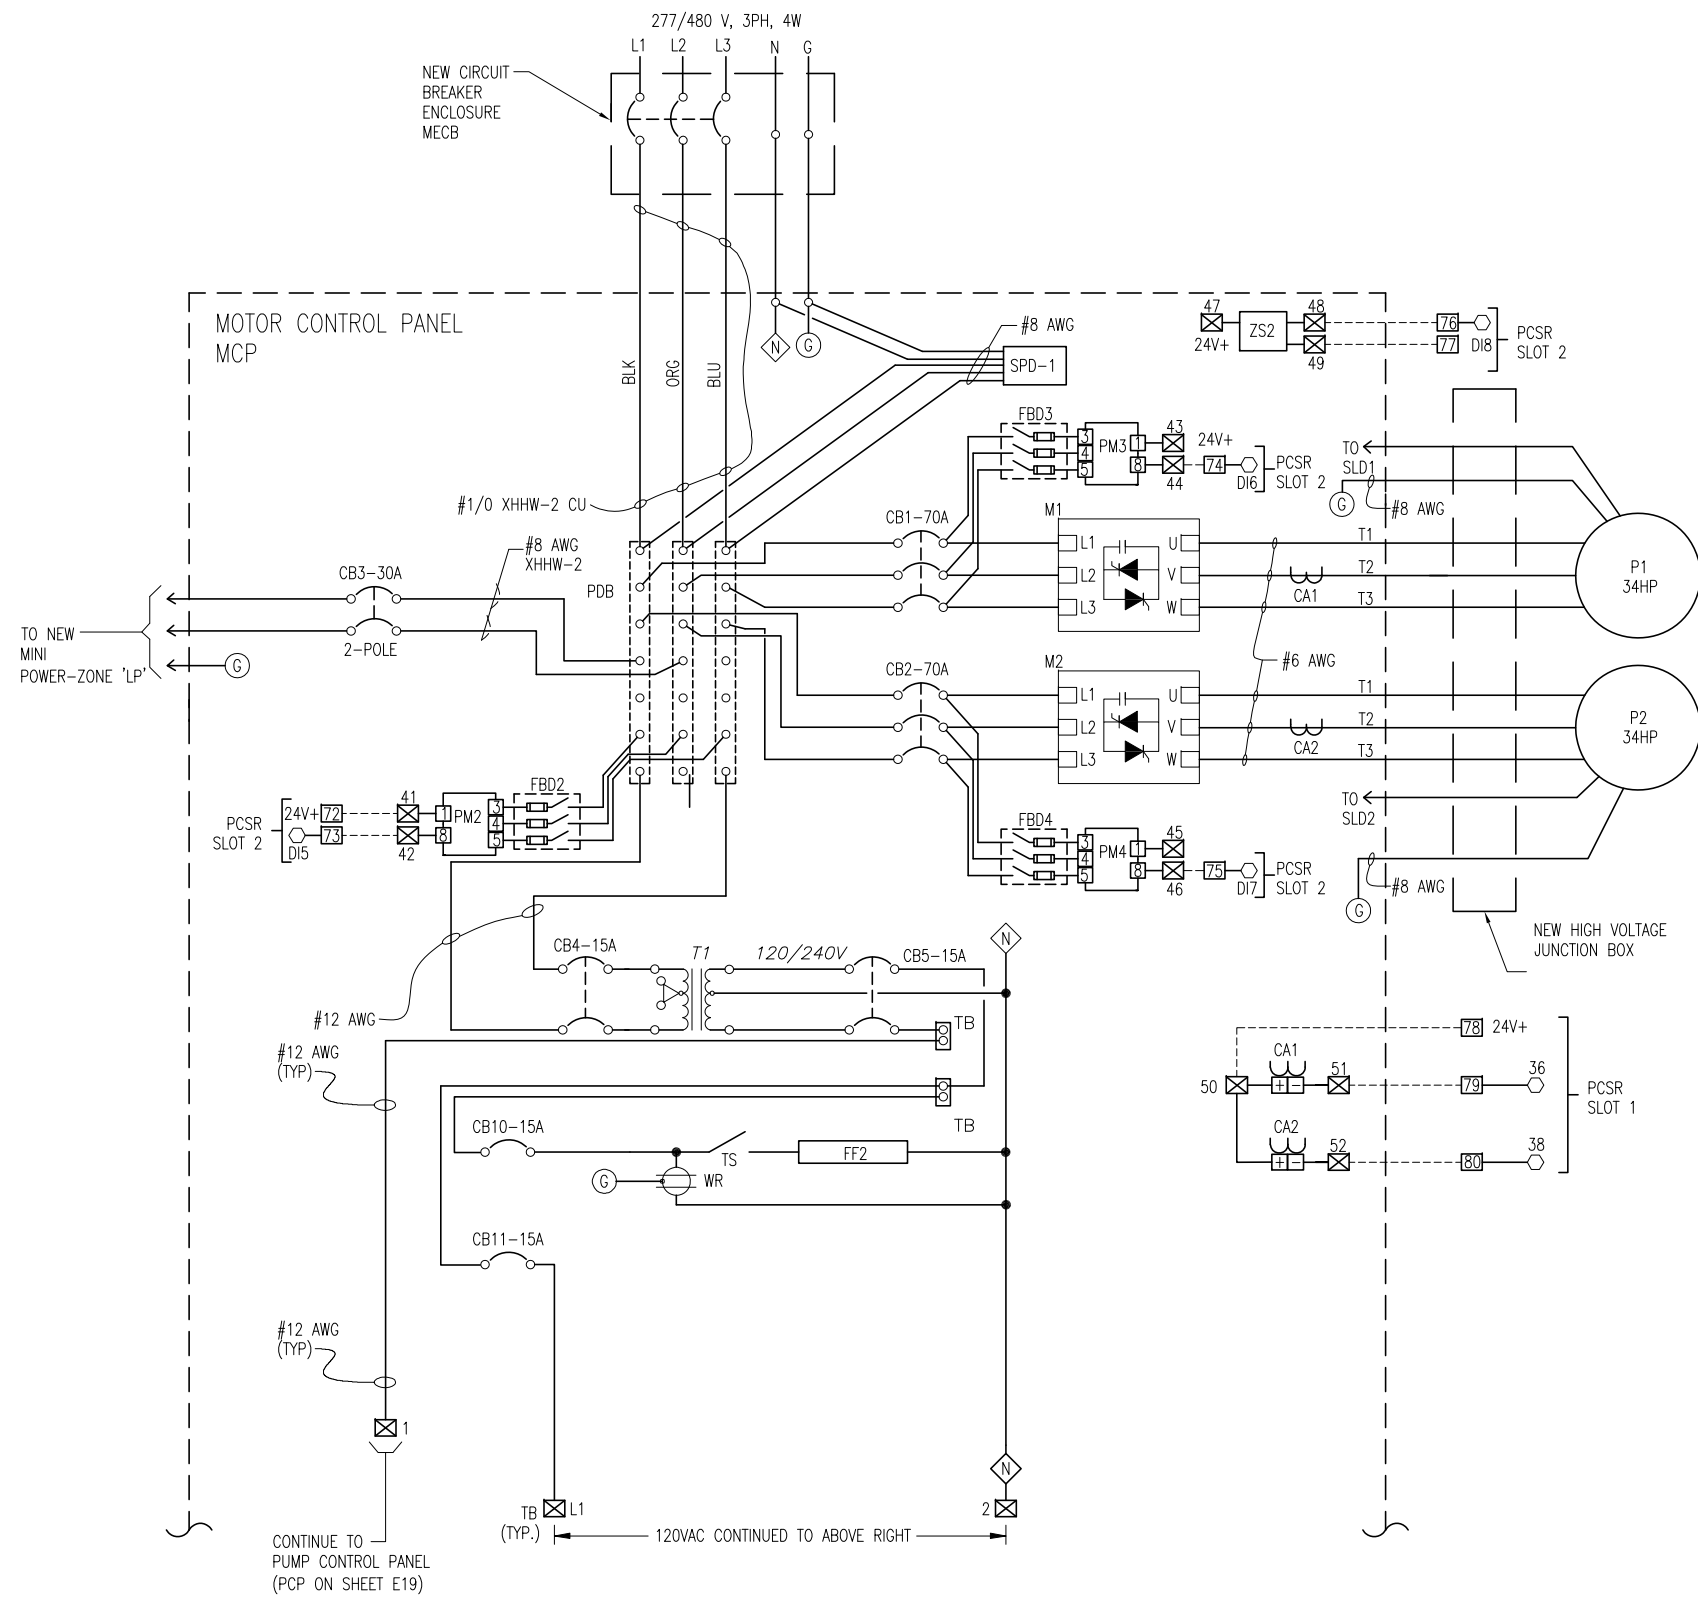 277/480 V, 3PH, 4W
L1 L2 L3 N G
NEW CIRCUIT
BREAKER
ENCLOSURE
MECB
MOTOR CONTROL PANEL
MCP
BLK
ORG
BLU
N
G
#8 AWG
SPD-1
47
24V+
ZS2
48
49
76
77
DI8
PCSR
SLOT 2
FBD3
3
4
5
PM3
1
8
43
24V+
44
74
DI6
PCSR
SLOT 2
TO
SLD1
G
#8 AWG
#1/0 XHHW-2 CU
#8 AWG
XHHW-2
CB3-30A
2-POLE
TO NEW
MINI
POWER-ZONE 'LP'
G
PDB
CB1-70A
M1
L1
L2
L3
U
V
W
T1
T2
T3
CA1
P1
34HP
#6 AWG
CB2-70A
M2
L1
L2
L3
U
V
W
T1
T2
T3
CA2
P2
34HP
TO
SLD2
#8 AWG
G
FBD2
3
4
5
PM2
1
8
41
42
24V+
72
73
DI5
PCSR
SLOT 2
FBD4
3
4
5
PM4
1
8
45
46
75
DI7
PCSR
SLOT 2
NEW HIGH VOLTAGE
JUNCTION BOX
#12 AWG
CB4-15A
T1
120/240V
CB5-15A
N
TB
TB
#12 AWG
(TYP)
CB10-15A
TS
FF2
G
WR
CB11-15A
#12 AWG
(TYP)
1
CONTINUE TO
PUMP CONTROL PANEL
(PCP ON SHEET E19)
TB
(TYP.)
L1
N
2
120VAC CONTINUED TO ABOVE RIGHT
78
24V+
50
CA1
+ -
51
79
36
CA2
+ -
52
80
38
PCSR
SLOT 1